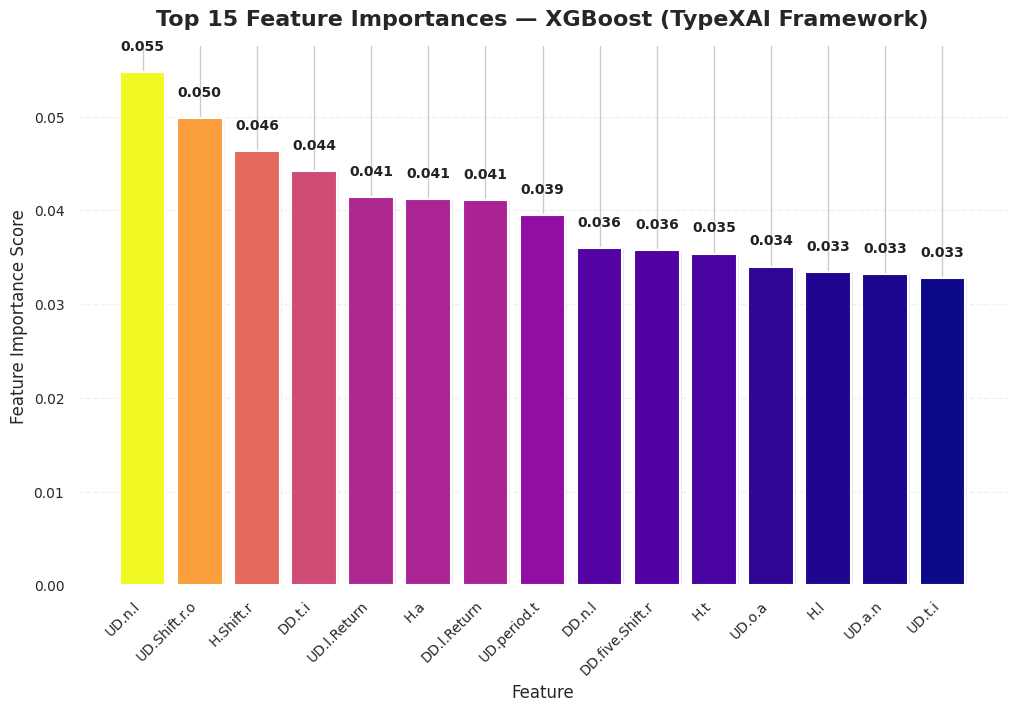 Top 15 Feature Importances — XGBoost (TypeXAI Framework)
0.055
0.050
0.046
0.044
0.041
0.041
0.041
0.039
0.036
0.036
0.035
0.034
0.033
0.033
0.033
Feature Importance Score
0.05
0.04
0.03
0.02
0.01
0.00
UD.n.l
UD.Shift.r.o
H.Shift.r
DD.t.i
UD.l.Return
H.a
DD.l.Return
UD.period.t
DD.n.l
DD.five.Shift.r
H.t
UD.o.a
H.l
UD.a.n
UD.t.i
Feature